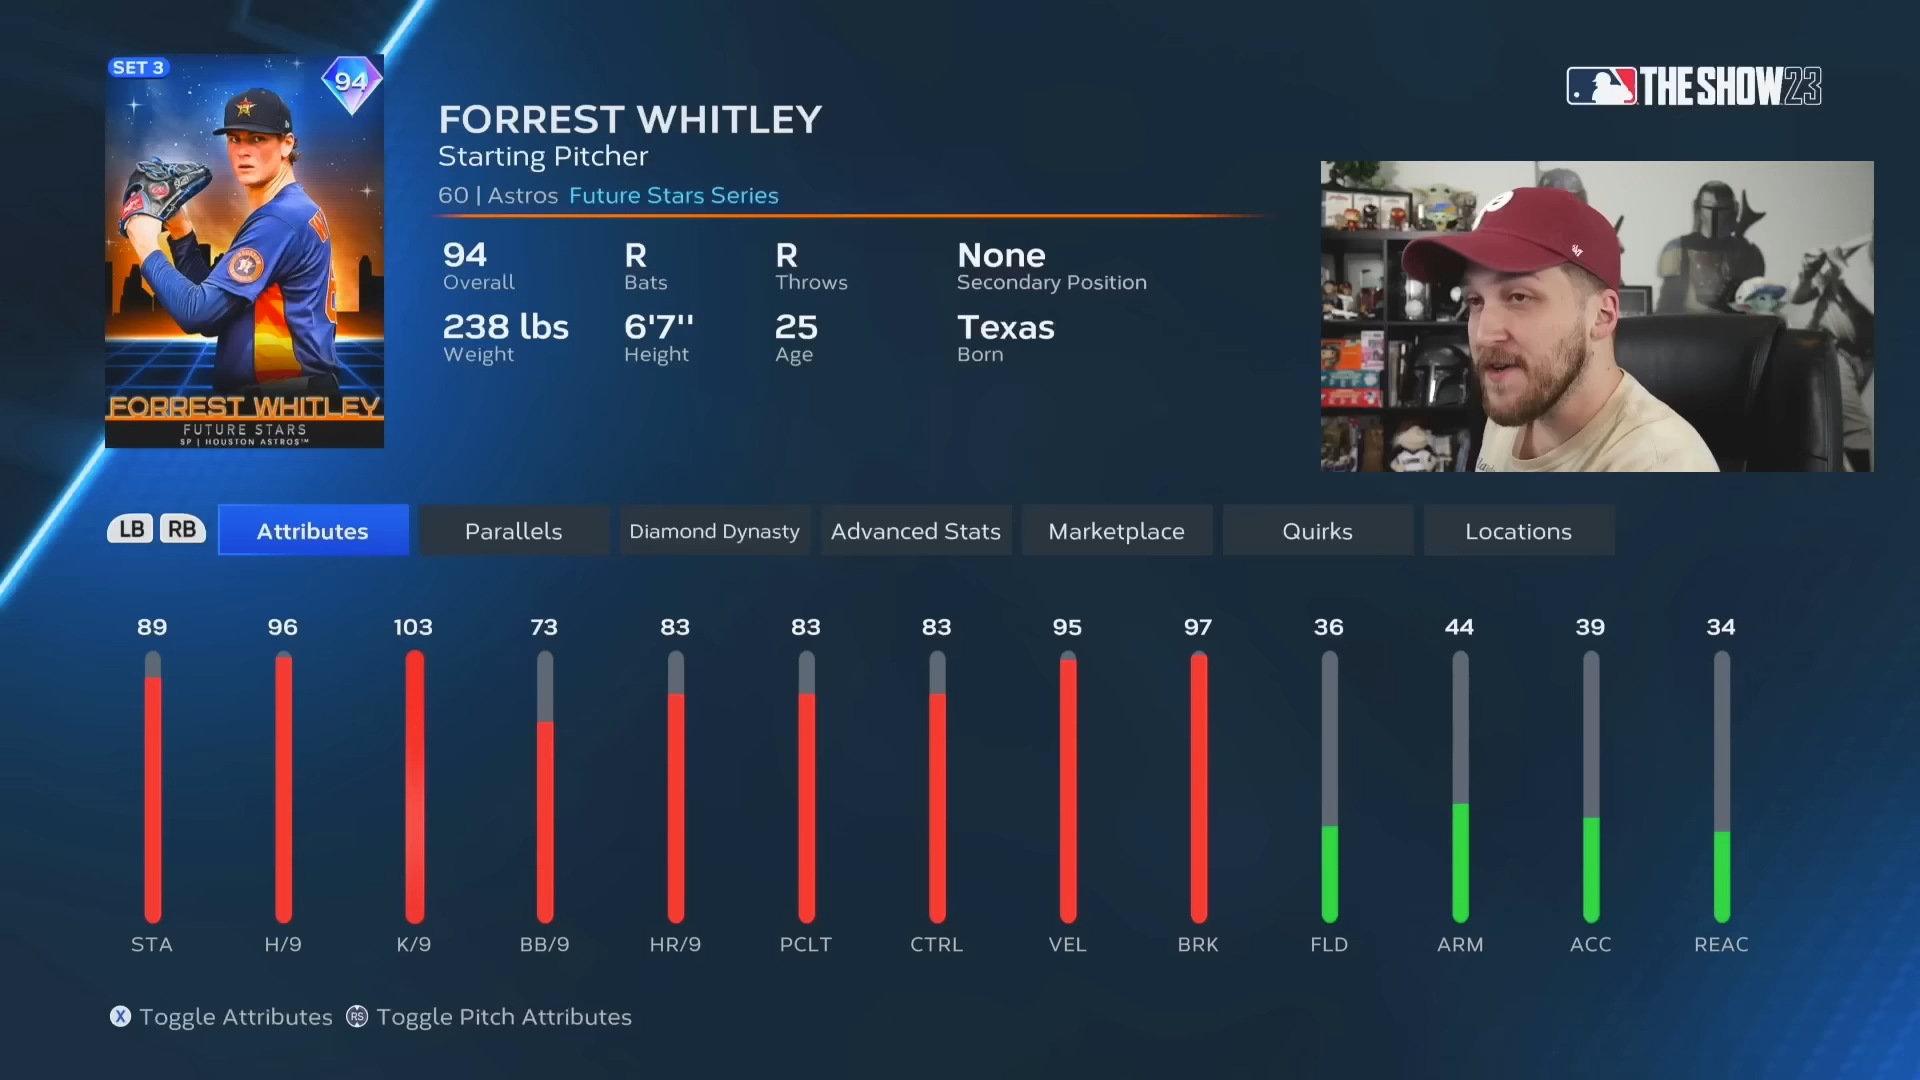 SET 3
94
FORREST WHITLEY
FUTURE STARS
SP | HOUSTON ASTROS™
FORREST WHITLEY
Starting Pitcher
60 | Astros Future Stars Series
94 R R None
Overall Bats Throws Secondary Position
238 lbs 6'7'' 25 Texas
Weight Height Age Born
THE SHOW 23
LB RB Attributes Parallels Diamond Dynasty Advanced Stats Marketplace Quirks Locations
89 96 103 73 83 83 83 95 97 36 44 39 34
STA H/9 K/9 BB/9 HR/9 PCLT CTRL VEL BRK FLD ARM ACC REAC
X Toggle Attributes RS Toggle Pitch Attributes